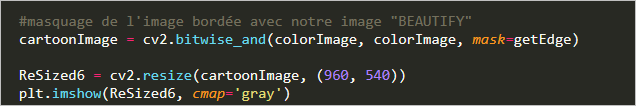 #masquage de l'image bordée avec notre image "BEAUTIFY"
cartoonImage = cv2.bitwise_and(colorImage, colorImage, mask=getEdge)
ReSized6 = cv2.resize(cartoonImage, (960, 540))
plt.imshow(ReSized6, cmap='gray')